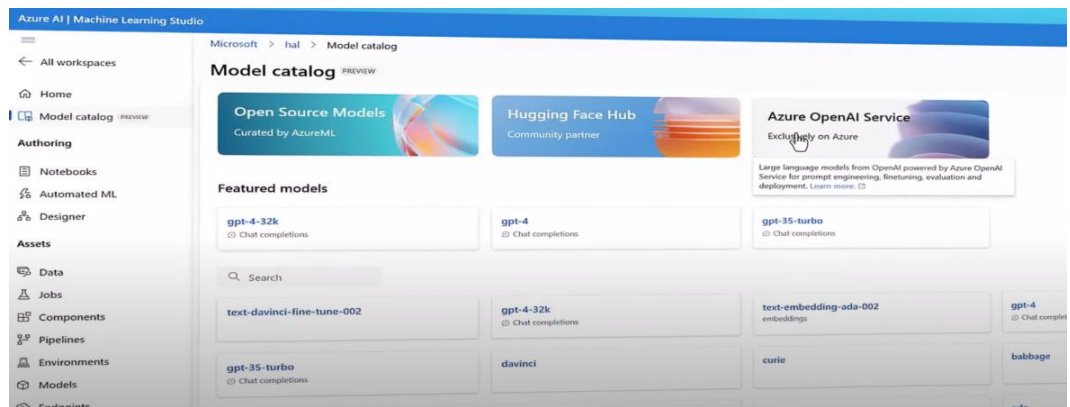 Azure AI | Machine Learning Studio
All workspaces
Home
Model catalog PREVIEW
Authoring
Notebooks
Automated ML
Designer
Assets
Data
Jobs
Components
Pipelines
Environments
Models
Endpoints
Microsoft > hal > Model catalog
Model catalog PREVIEW
Open Source Models
Curated by AzureML
Hugging Face Hub
Community partner
Azure OpenAI Service
Exclusively on Azure
Large language models from OpenAI powered by Azure OpenAI
Service for prompt engineering, finetuning, evaluation and
deployment. Learn more.
Featured models
gpt-4-32k
Chat completions
gpt-4
Chat completions
gpt-35-turbo
Chat completions
Search
text-davinci-fine-tune-002
gpt-4-32k
Chat completions
text-embedding-ada-002
embeddings
gpt-4
Chat complet
gpt-35-turbo
Chat completions
davinci
curie
babbage